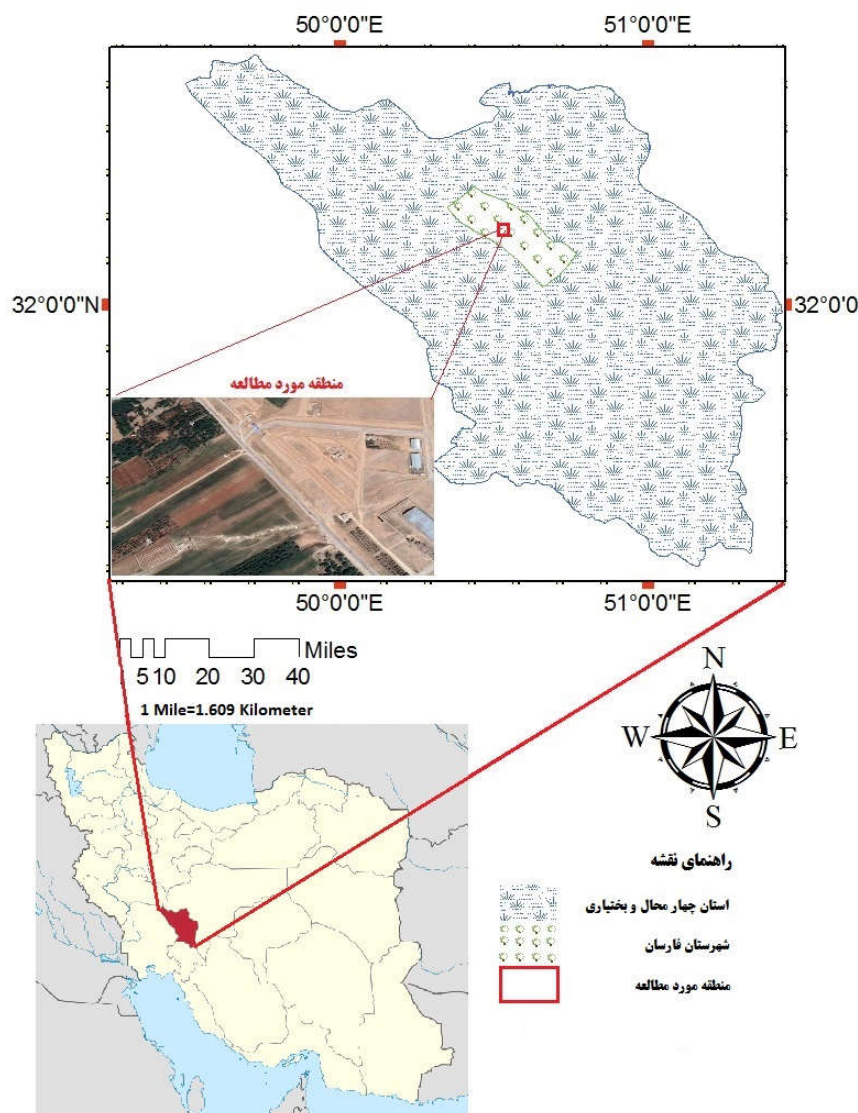 50°0'0"E 51°0'0"E
32°0'0"N 32°0'0
منطقه مورد مطالعه
50°0'0"E 51°0'0"E
Miles
5 10 20 30 40
1 Mile=1.609 Kilometer
N
W E
S
راهنمای نقشه
استان چهار محال و بختیاری
شهرستان فارسان
منطقه مورد مطالعه